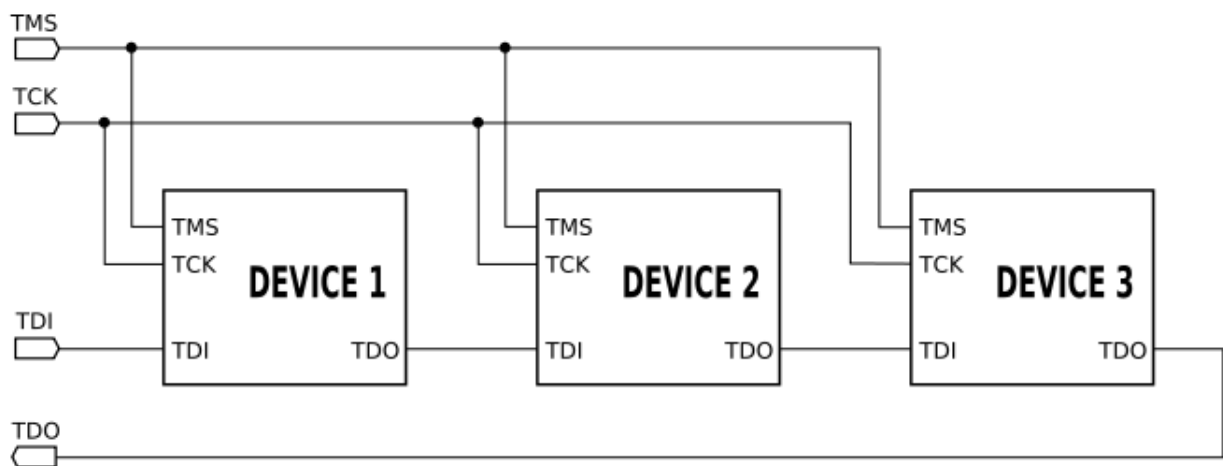 TMS
TCK
TMS
TCK
DEVICE 1
TDI
TDO
TMS
TCK
DEVICE 2
TDI
TDO
TMS
TCK
DEVICE 3
TDI
TDO
TDI
TDO